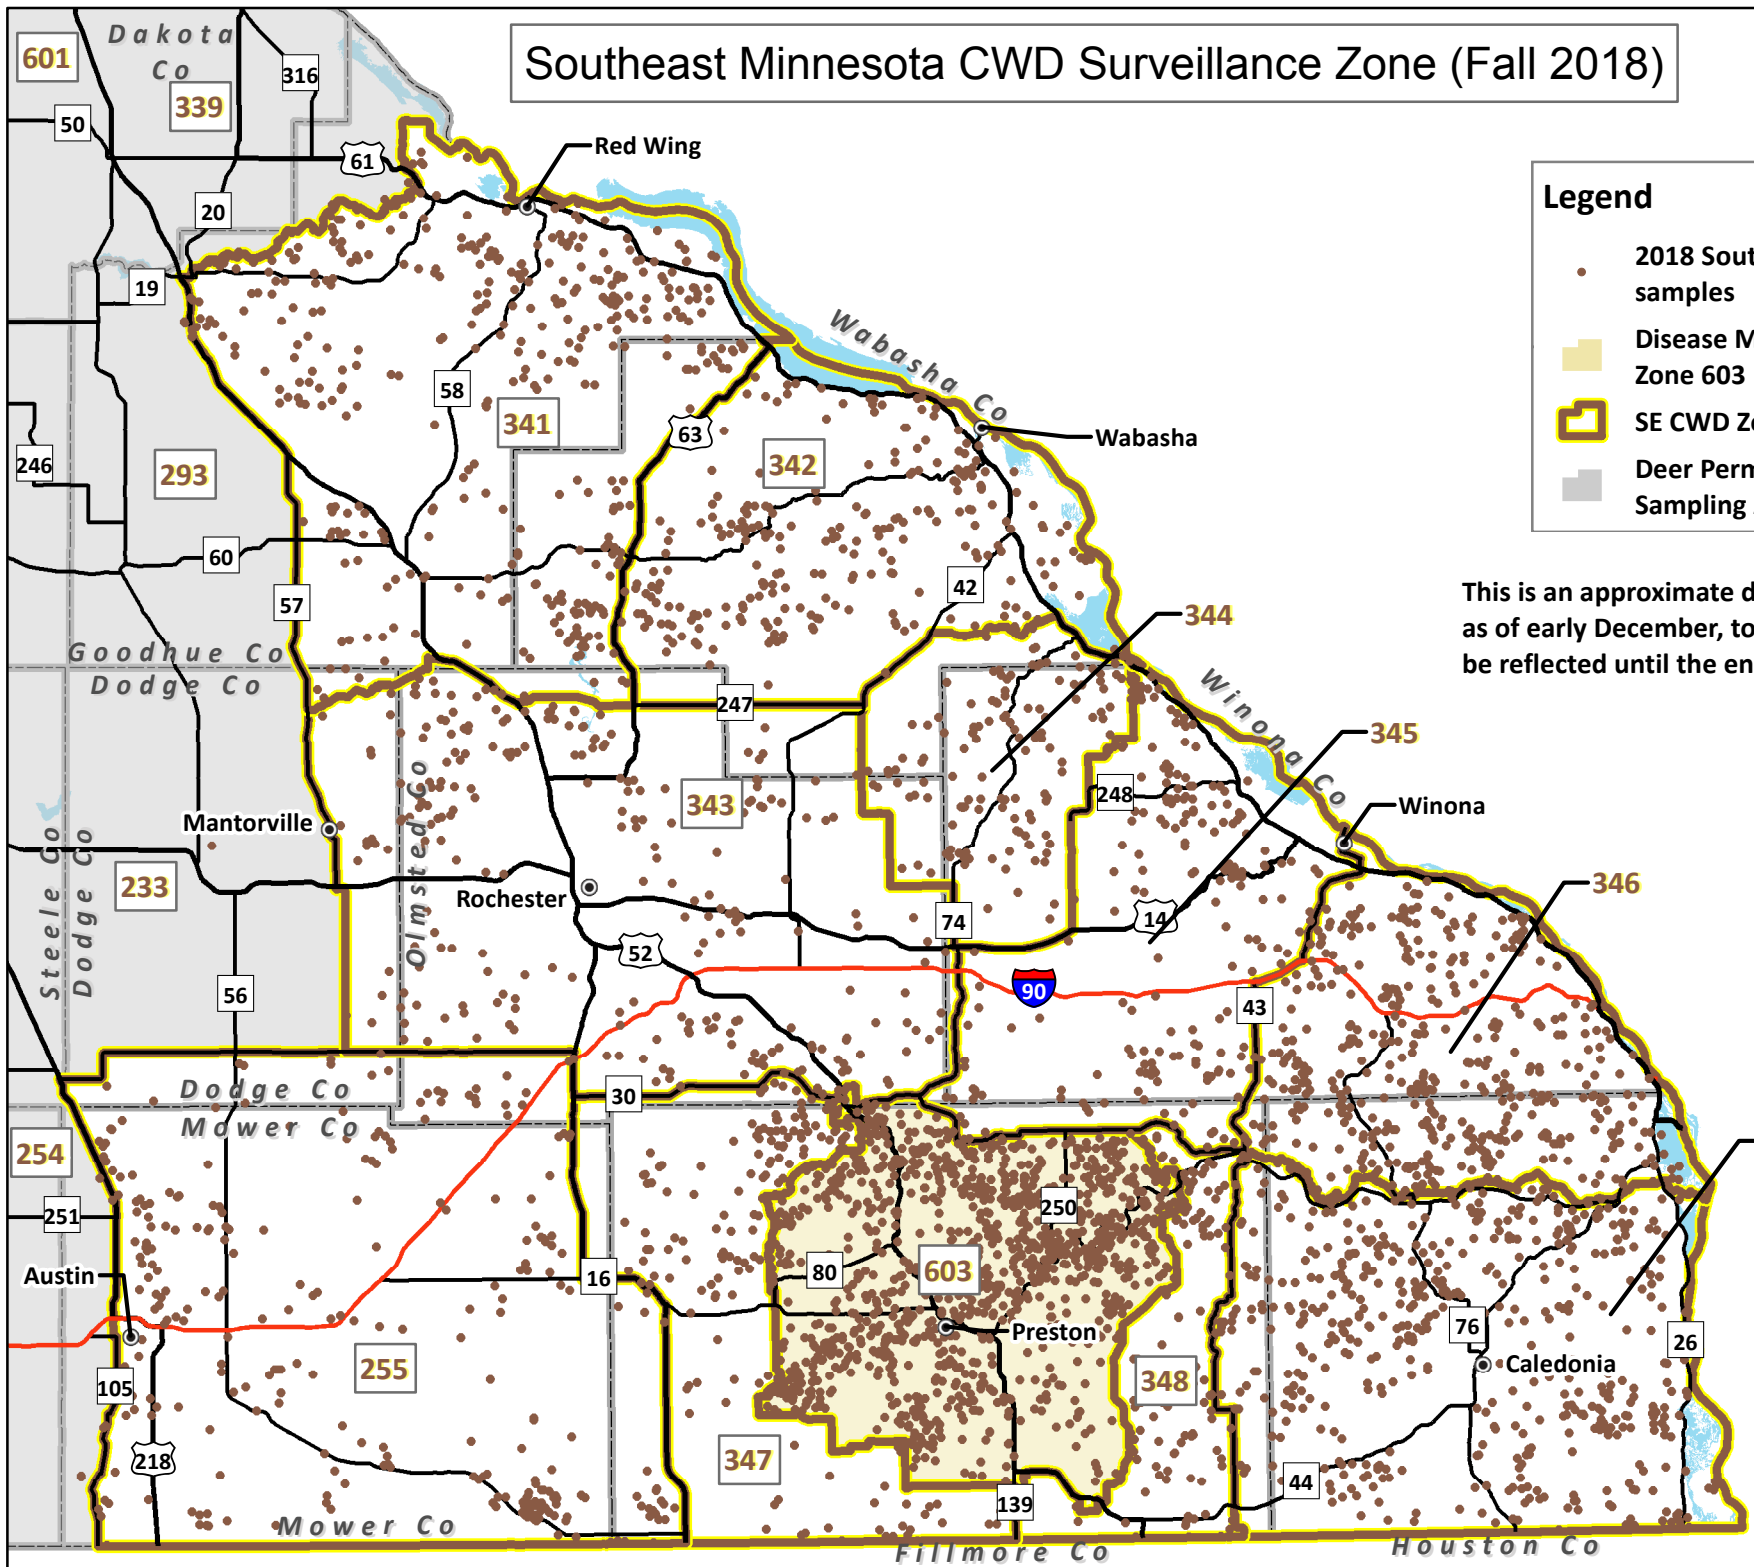 Southeast Minnesota CWD Surveillance Zone (Fall 2018)
Dakota
Co
601
316
339
50
61
Red Wing
20
19
Legend
2018 Sout
samples
Disease M
Zone 603
SE CWD Z
Deer Perm
Sampling
Wabasha Co
58
341
63
342
Wabasha
246
293
60
57
42
344
This is an approximate d
as of early December, to
be reflected until the en
Goodhue Co
Dodge Co
247
Winona Co
345
343
248
Winona
Mantorville
Olmsted Co
Steele Co
Dodge Co
233
Rochester
346
74
14
52
56
90
43
Dodge Co
Mower Co
30
254
251
250
Austin
16
80
603
Preston
76
26
105
255
348
Caledonia
218
347
44
139
Mower Co
Fillmore Co
Houston Co